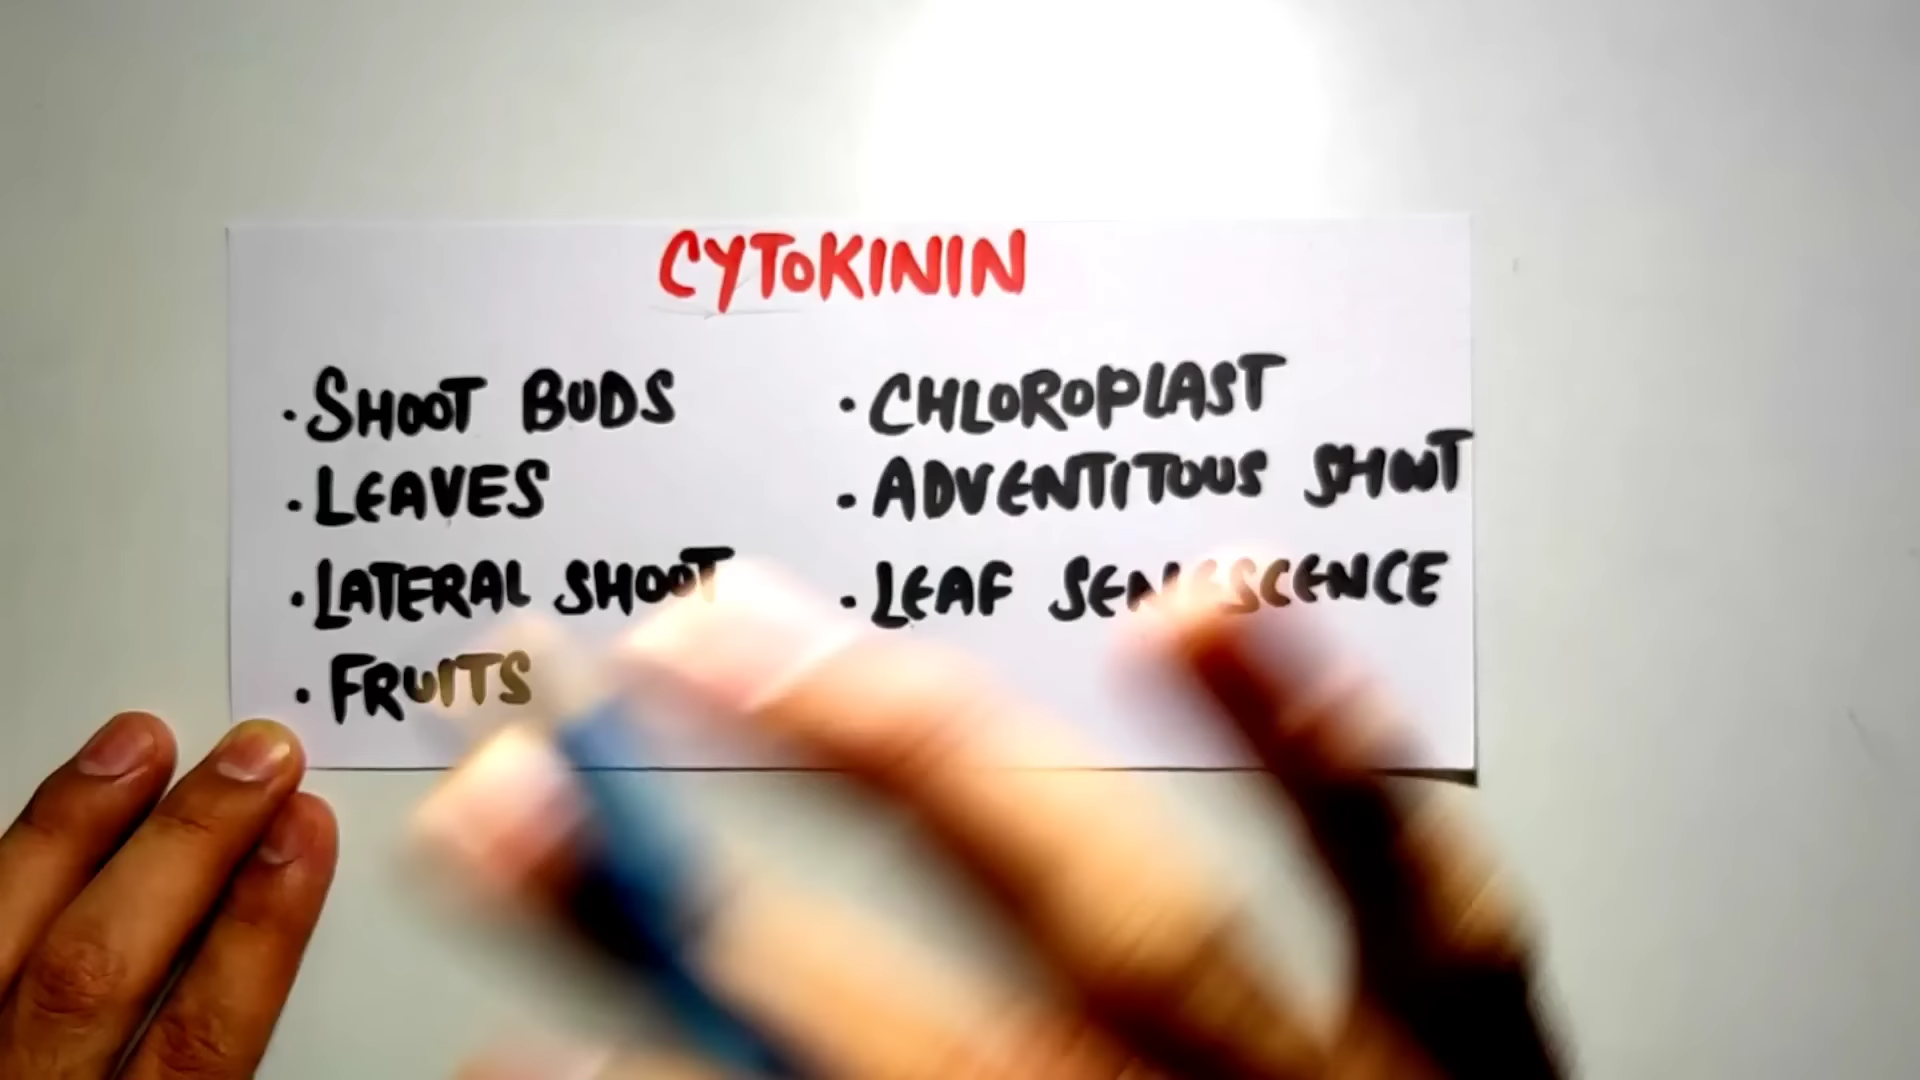 CYTOKININ
• SHOOT BUDS
• LEAVES
• LATERAL SHOOT
• FRUITS
• CHLOROPLAST
• ADVENTITOUS SHOOT
• LEAF SENESCENCE